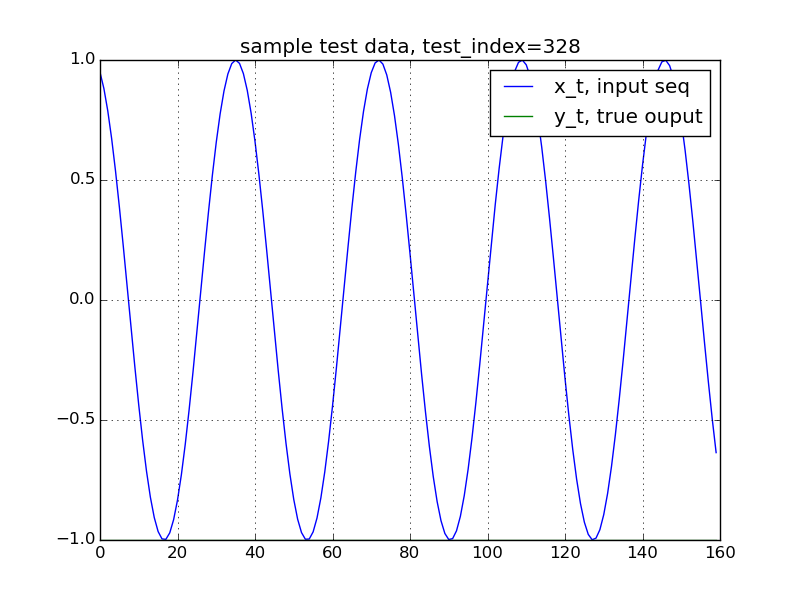 sample test data, test_index=328
x_t, input seq
y_t, true ouput
1.0
0.5
0.0
−0.5
−1.0
0 20 40 60 80 100 120 140 160